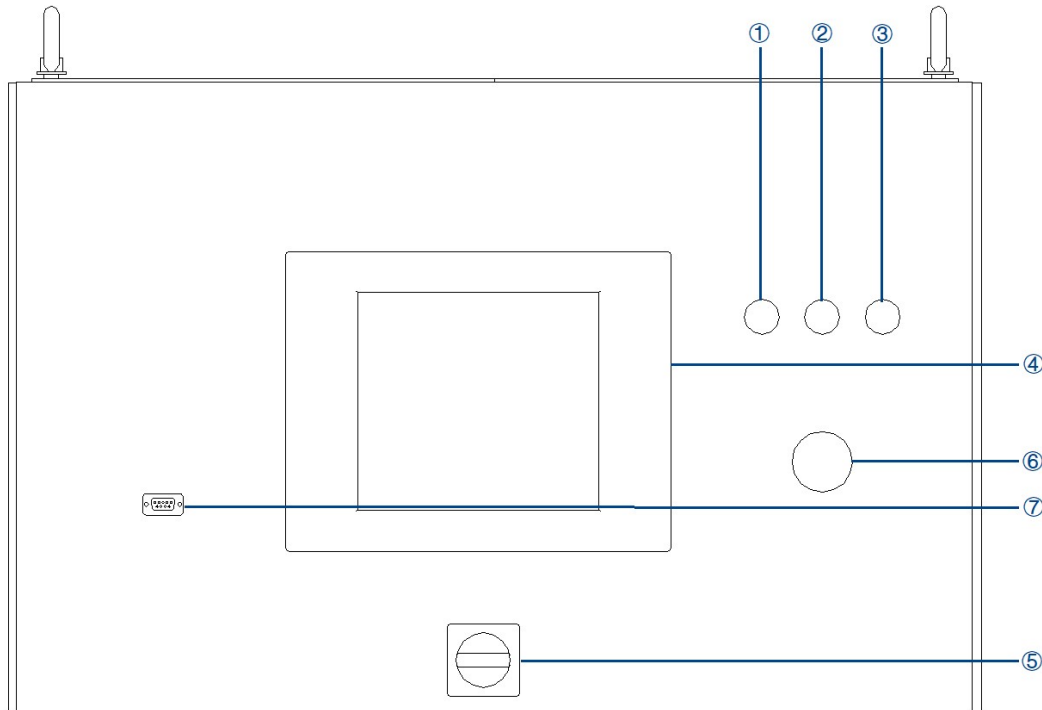 ① ② ③
④
⑥
⑦
⑤